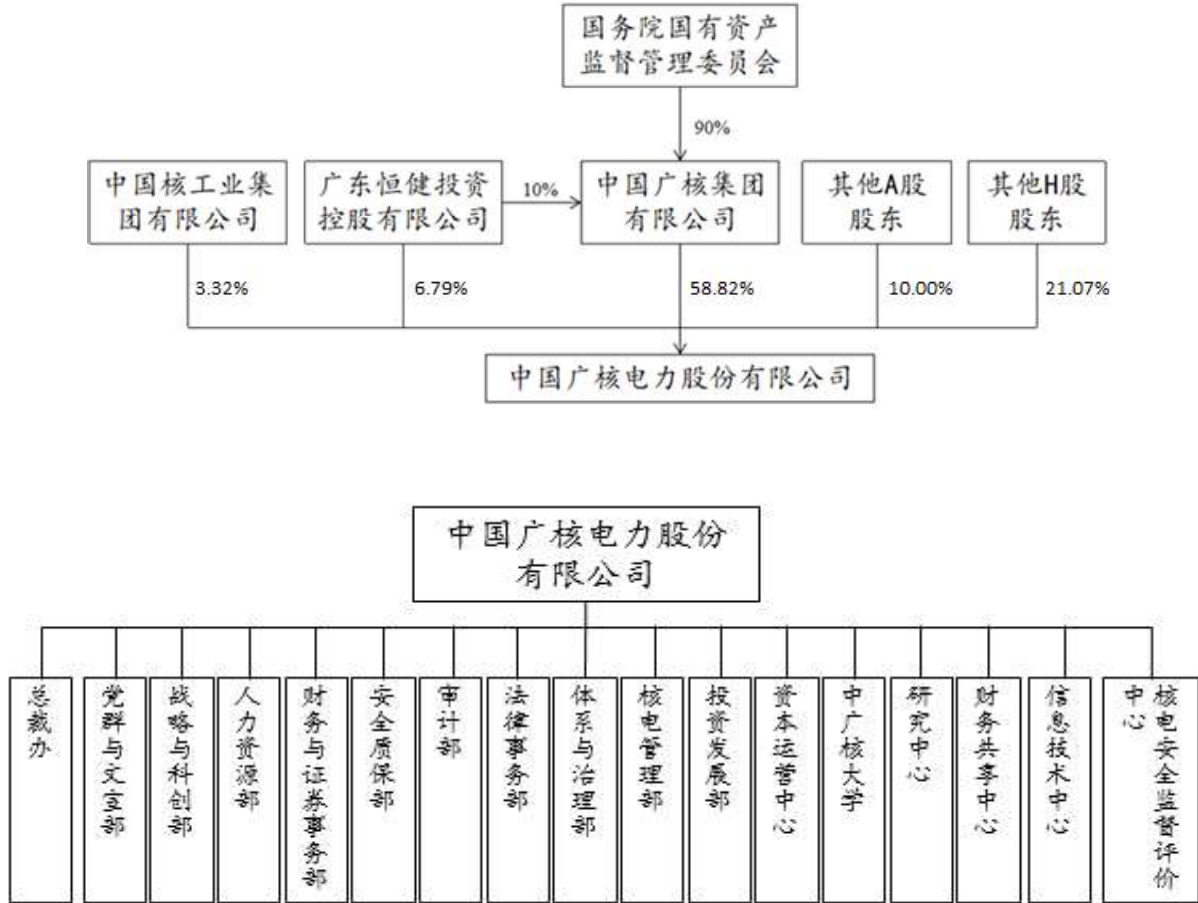 国务院国有资产
监督管理委员会
90%
中国核工业集
团有限公司
广东恒健投资
控股有限公司
10%
中国广核集团
有限公司
其他A股
股东
其他H股
股东
3.32%
6.79%
58.82%
10.00%
21.07%
中国广核电力股份有限公司
中国广核电力股份
有限公司
总裁办
党群与文宣部
战略与科创部
人力资源部
财务与证券事务部
安全质保部
审计部
法律事务部
体系与治理部
核电管理部
投资发展部
资本运营中心
中广核大学
研究中心
财务共享中心
信息技术中心
核电安全监督评价
中心